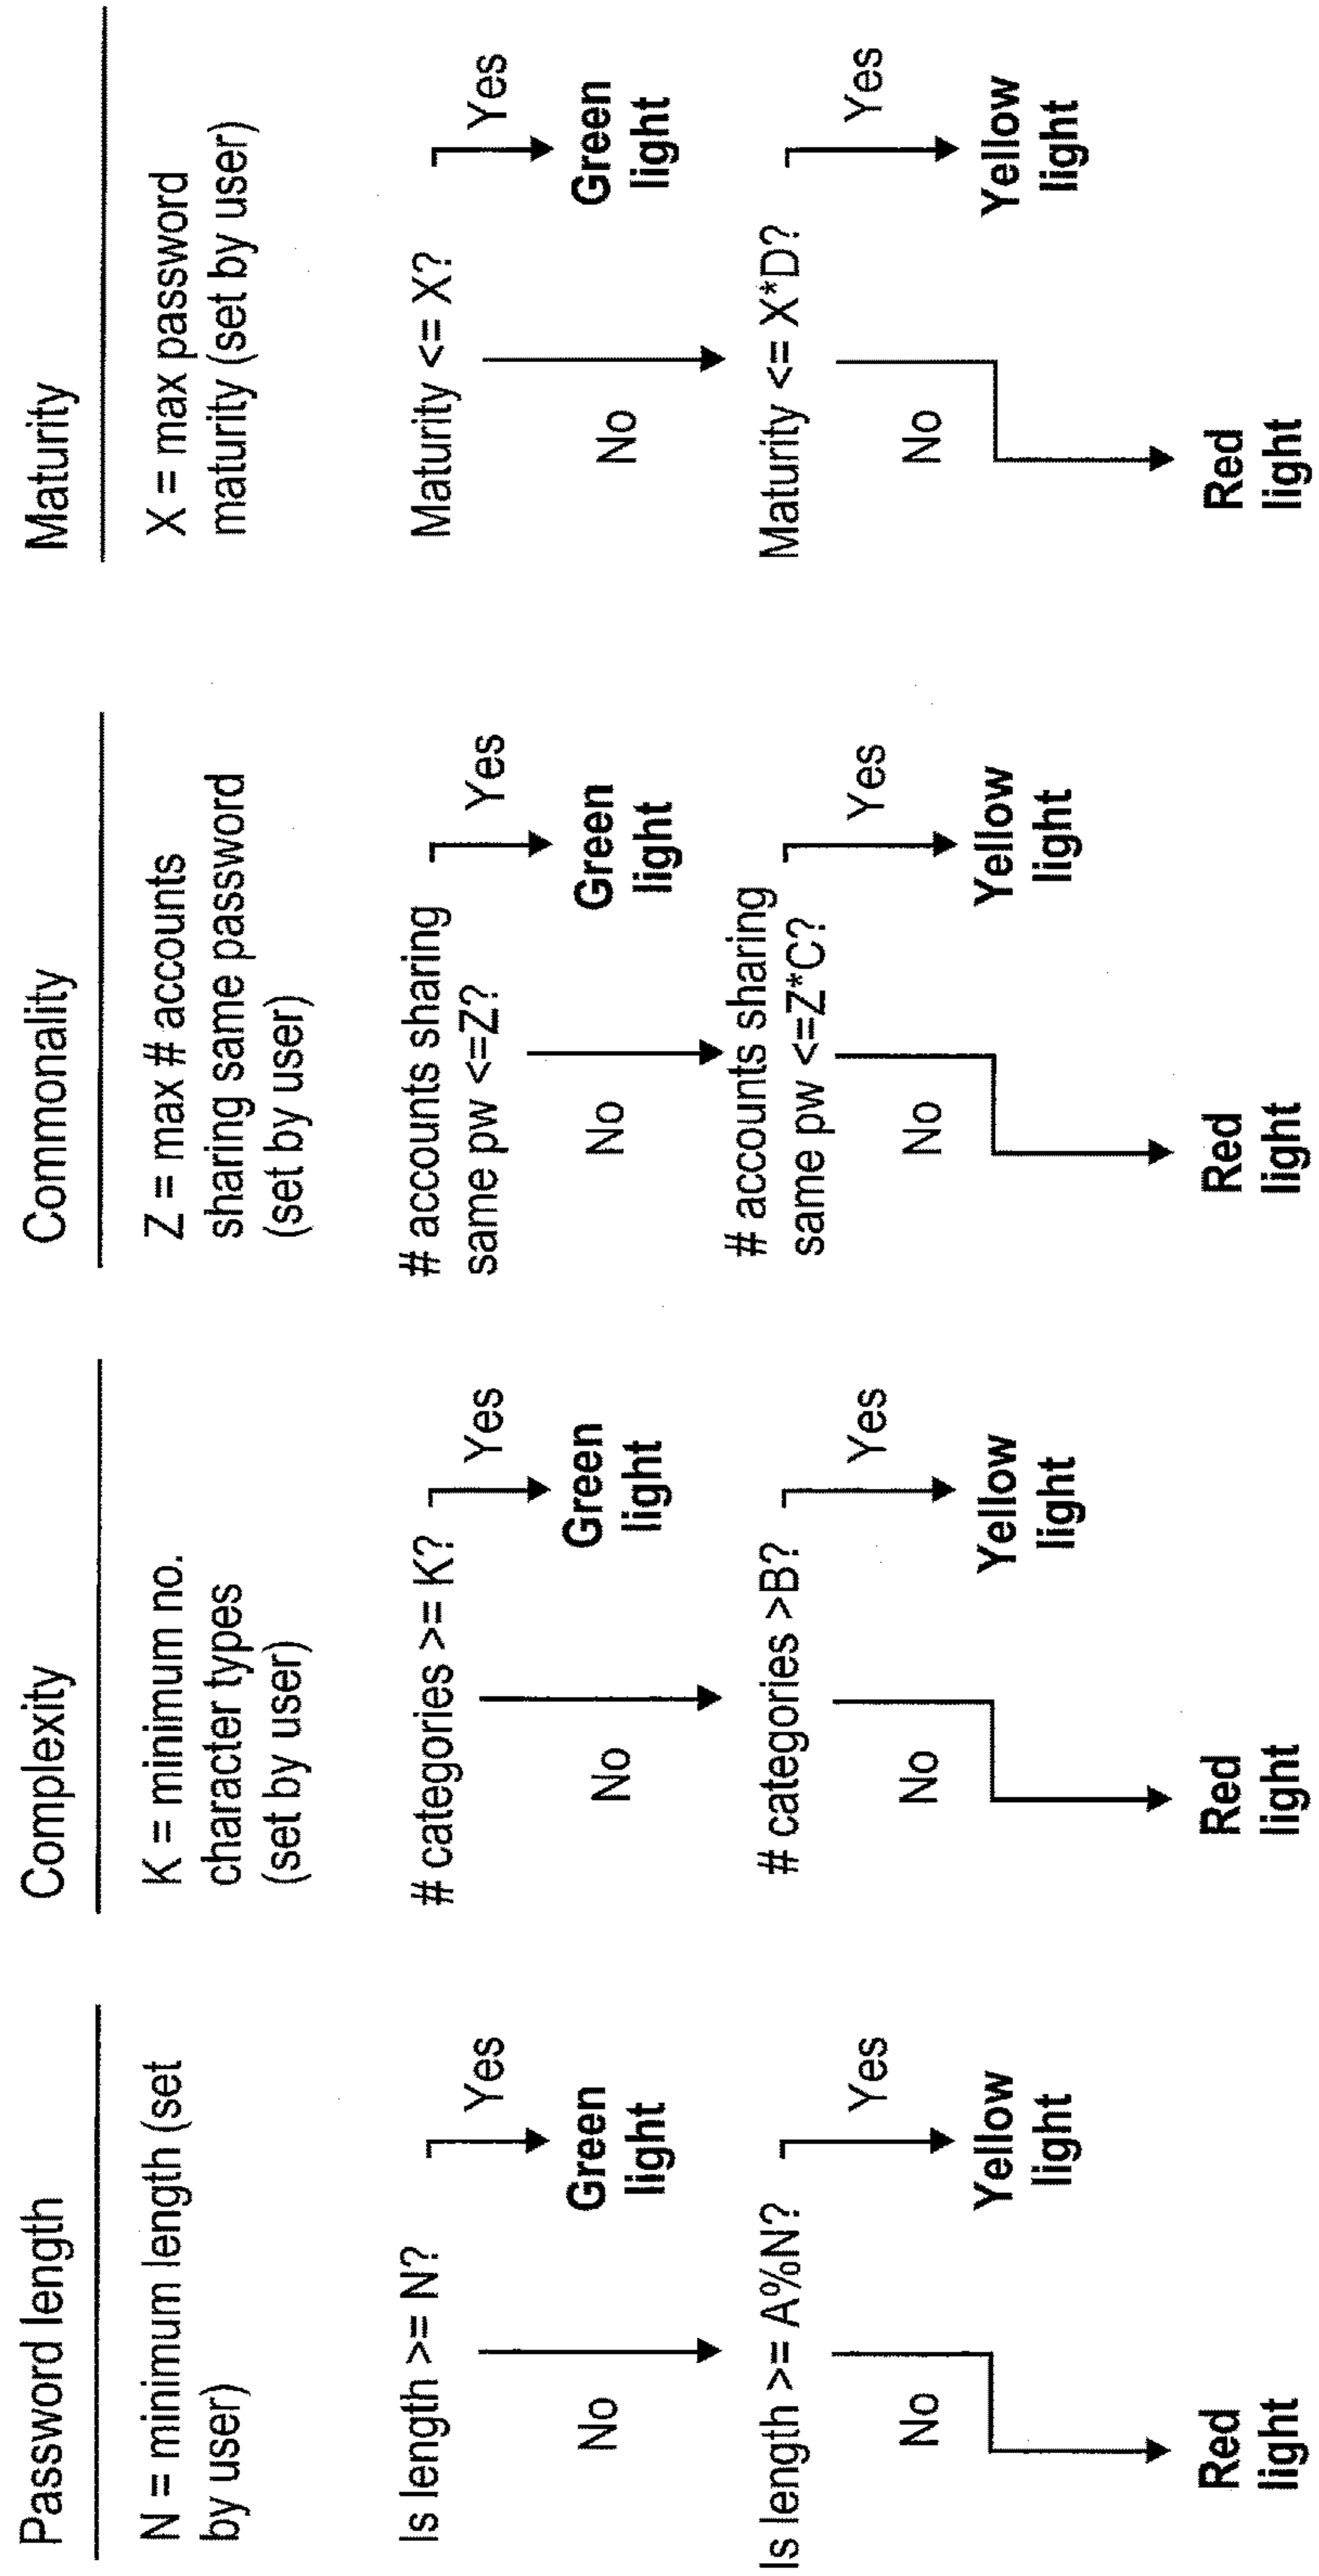 Password length
N = minimum length (set
by user)
Is length >= N?
Yes
Green
light
No
Is length >= A%N?
Yes
Yellow
light
No
Red
light
Complexity
K = minimum no.
character types
(set by user)
# categories >= K?
Yes
Green
light
No
# categories >B?
Yes
Yellow
light
No
Red
light
Commonality
Z = max # accounts
sharing same password
(set by user)
# accounts sharing
same pw <=Z?
Yes
Green
light
No
# accounts sharing
same pw <=Z*C?
Yes
Yellow
light
No
Red
light
Maturity
X = max password
maturity (set by user)
Maturity <= X?
Yes
Green
light
No
Maturity <= X*D?
Yes
Yellow
light
No
Red
light